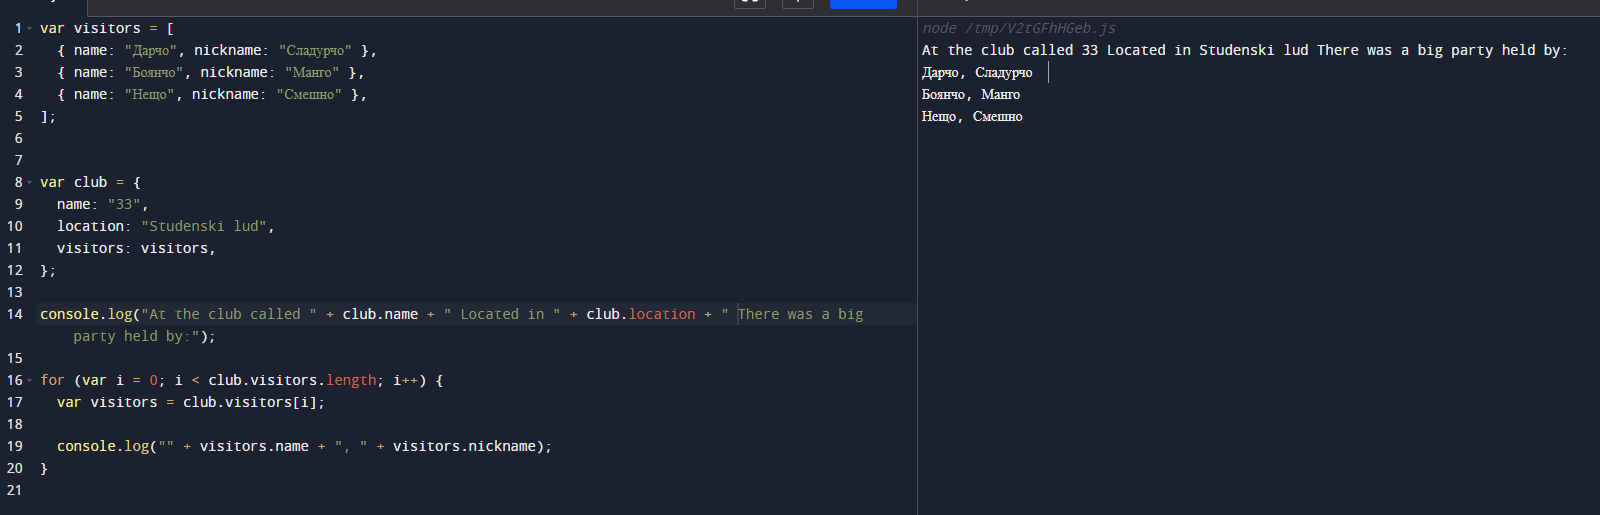 1 var visitors = [
2 { name: "Дарчо", nickname: "Сладурчо" },
3 { name: "Боянчо", nickname: "Манго" },
4 { name: "Нещо", nickname: "Смешно" },
5 ];
6
7
8 var club = {
9 name: "33",
10 location: "Studenski lud",
11 visitors: visitors,
12 };
13
14 console.log("At the club called " + club.name + " Located in " + club.location + " There was a big
party held by:");
15
16 for (var i = 0; i < club.visitors.length; i++) {
17 var visitors = club.visitors[i];
18
19 console.log("" + visitors.name + ", " + visitors.nickname);
20 }
21
node /tmp/V2tGFhHGeb.js
At the club called 33 Located in Studenski lud There was a big party held by:
Дарчо, Сладурчо
Боянчо, Манго
Нещо, Смешно